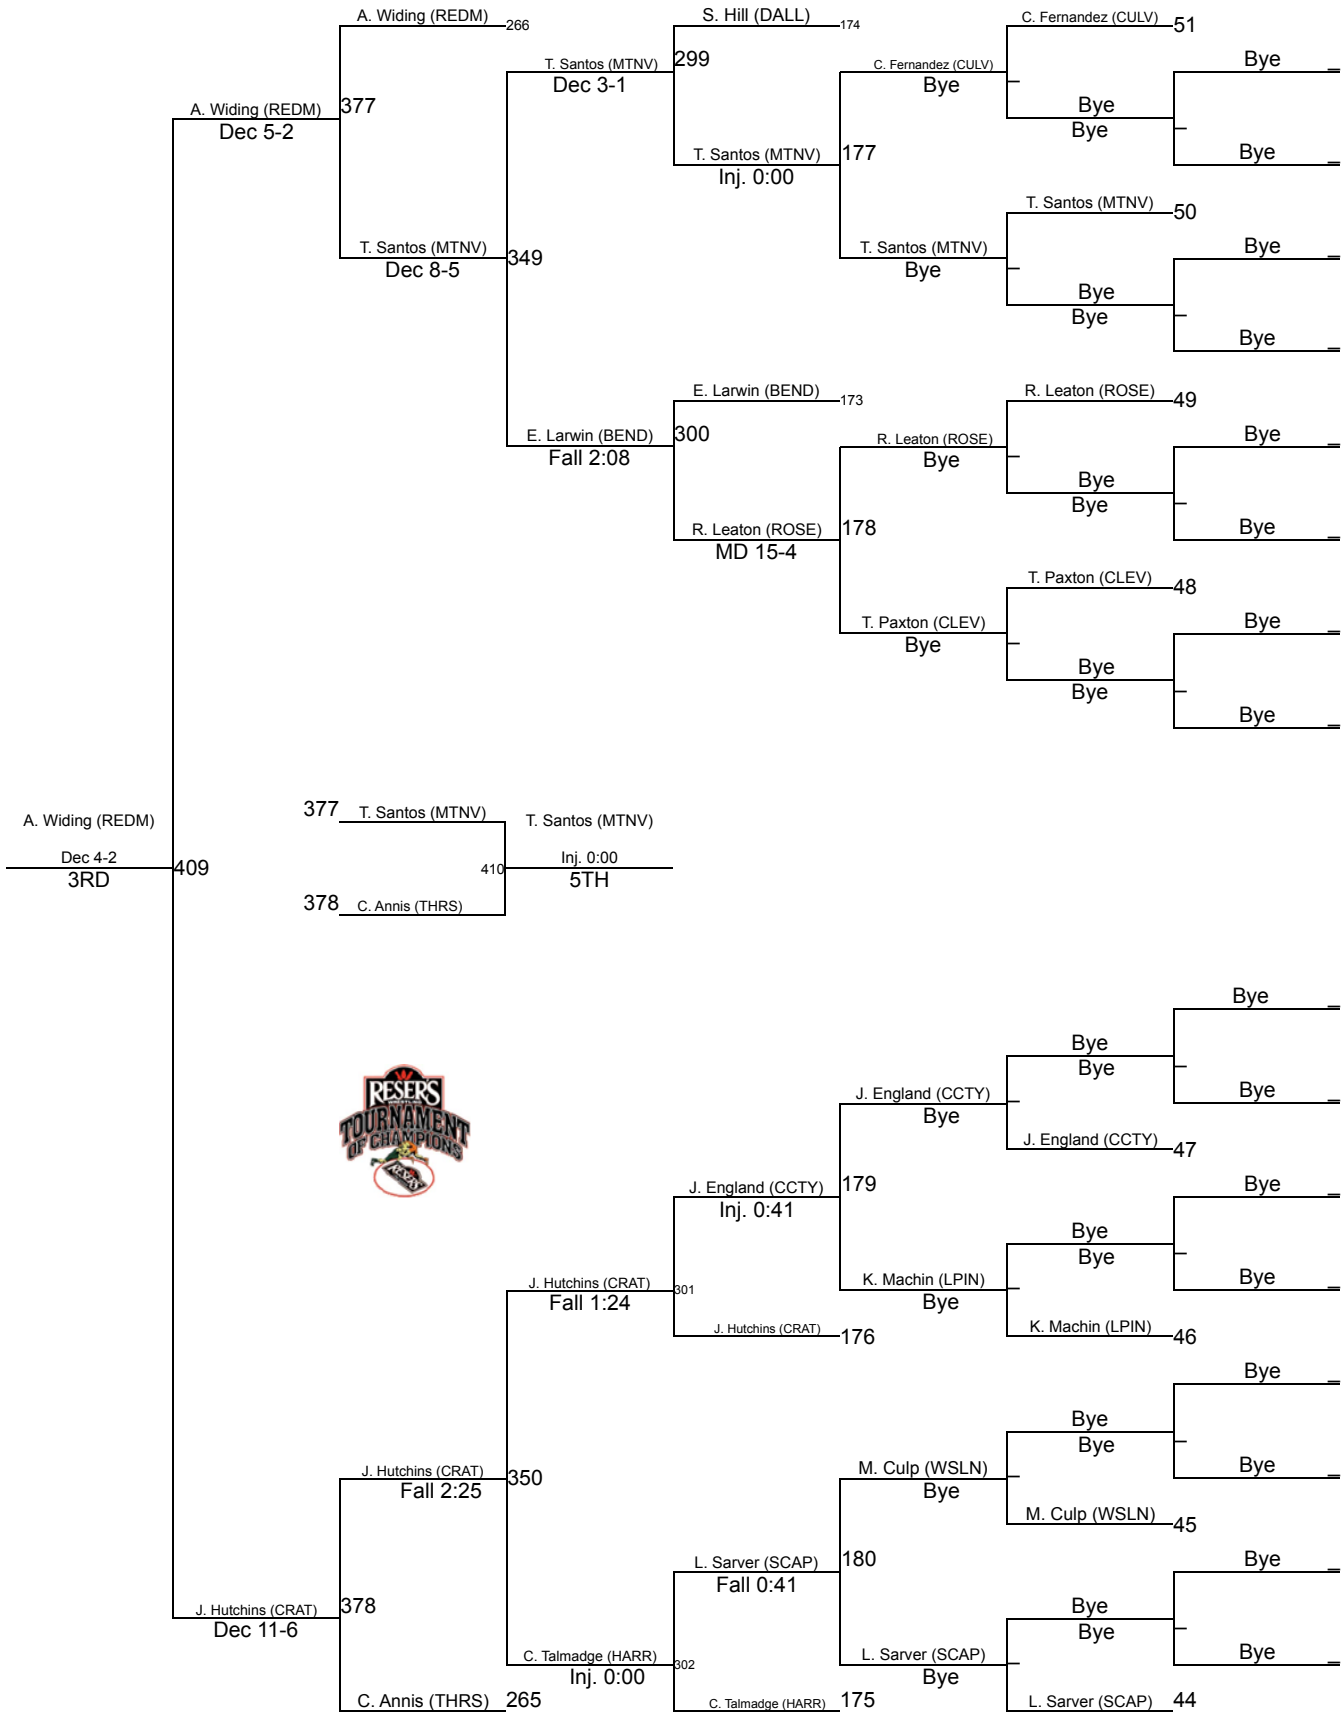 A. Widing (REDM)
266
S. Hill (DALL)
174
C. Fernandez (CULV)
51
T. Santos (MTNV)
299
Dec 3-1
C. Fernandez (CULV)
Bye
Bye
_
A. Widing (REDM)
377
Dec 5-2
Bye
Bye
T. Santos (MTNV)
177
Inj. 0:00
Bye
_
T. Santos (MTNV)
50
T. Santos (MTNV)
349
Dec 8-5
T. Santos (MTNV)
Bye
Bye
_
Bye
Bye
Bye
_
E. Larwin (BEND)
173
R. Leaton (ROSE)
49
E. Larwin (BEND)
300
Fall 2:08
R. Leaton (ROSE)
Bye
Bye
_
Bye
Bye
R. Leaton (ROSE)
178
MD 15-4
Bye
_
T. Paxton (CLEV)
48
T. Paxton (CLEV)
Bye
Bye
_
Bye
Bye
Bye
_
A. Widing (REDM)
377
T. Santos (MTNV)
T. Santos (MTNV)
Dec 4-2
409
3RD
410
Inj. 0:00
5TH
378
C. Annis (THRS)
Bye
_
Bye
Bye
RESER'S
WRESTLING
TOURNAMENT
OF CHAMPIONS
RESER'S
J. England (CCTY)
Bye
Bye
_
J. England (CCTY)
47
J. England (CCTY)
179
Inj. 0:41
Bye
_
Bye
Bye
J. Hutchins (CRAT)
301
Fall 1:24
K. Machin (LPIN)
Bye
Bye
_
J. Hutchins (CRAT)
176
K. Machin (LPIN)
46
Bye
_
Bye
Bye
J. Hutchins (CRAT)
350
Fall 2:25
M. Culp (WSLN)
Bye
Bye
_
M. Culp (WSLN)
45
L. Sarver (SCAP)
180
Fall 0:41
Bye
_
J. Hutchins (CRAT)
378
Dec 11-6
Bye
Bye
C. Talmadge (HARR)
302
Inj. 0:00
L. Sarver (SCAP)
Bye
Bye
_
C. Annis (THRS)
265
C. Talmadge (HARR)
175
L. Sarver (SCAP)
44